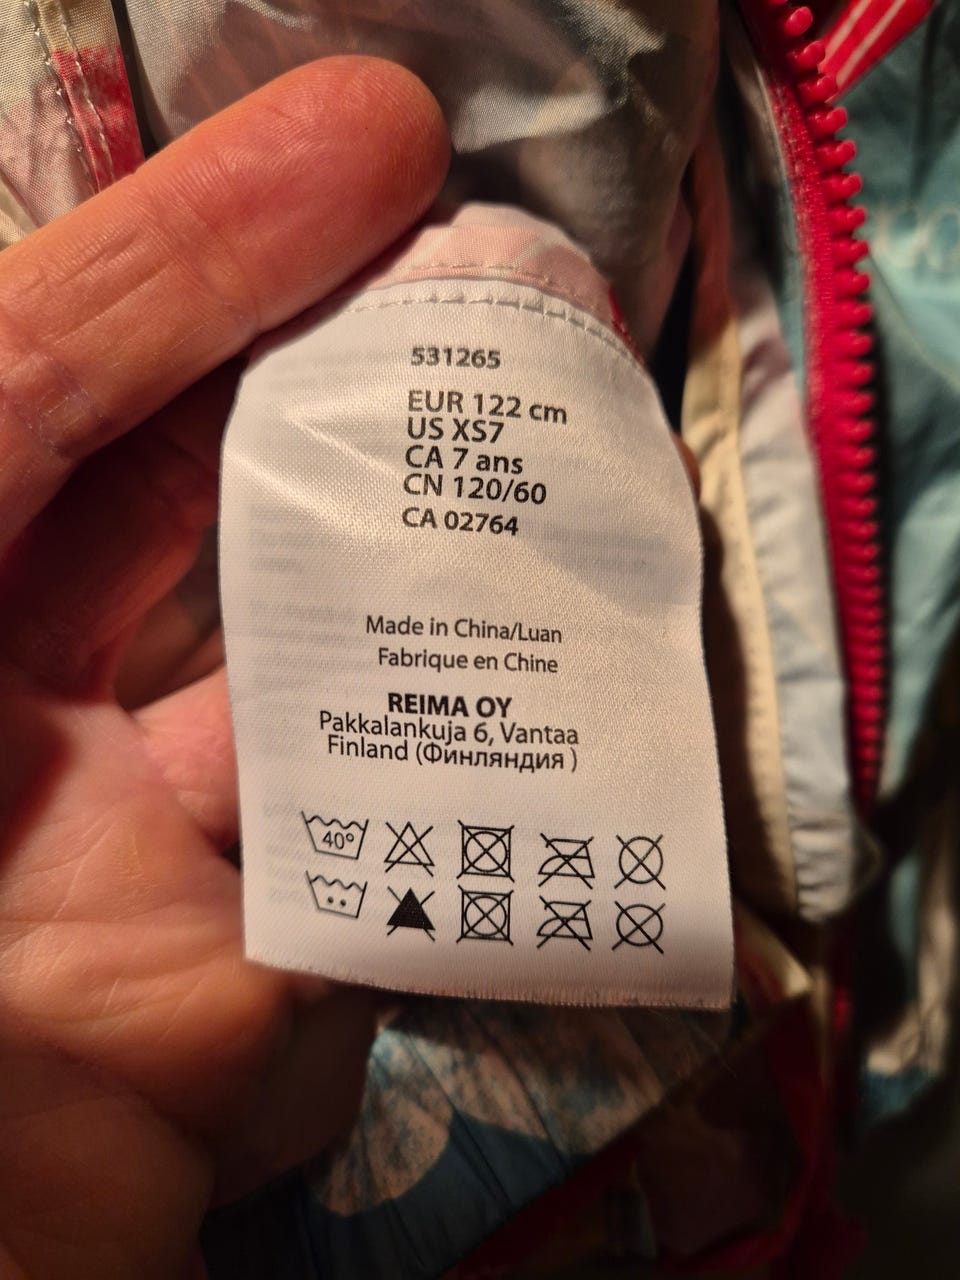 531265
EUR 122 cm
US XS7
CA 7 ans
CN 120/60
CA 02764
Made in China/Luan
Fabrique en Chine
REIMA OY
Pakkalankuja 6, Vantaa
Finland (Финляндия )
40°